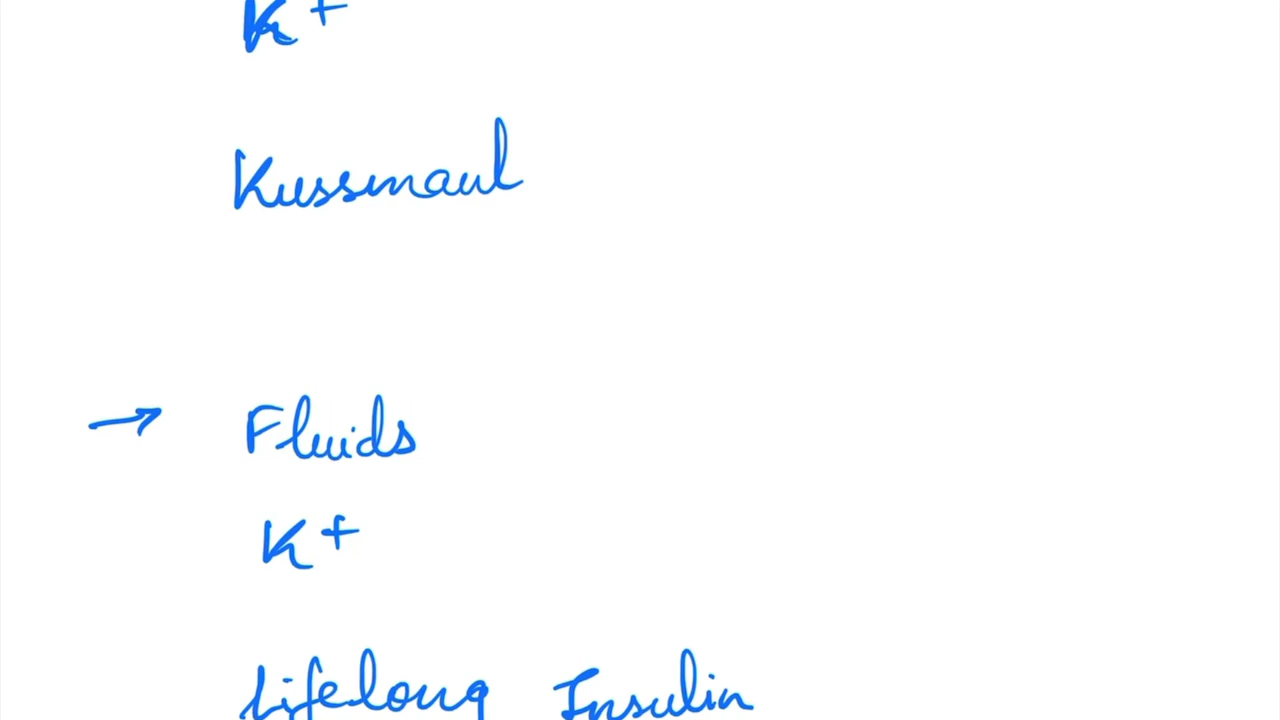 K+
Kussmaul
→ Fluids
K+
Lifelong Insulin